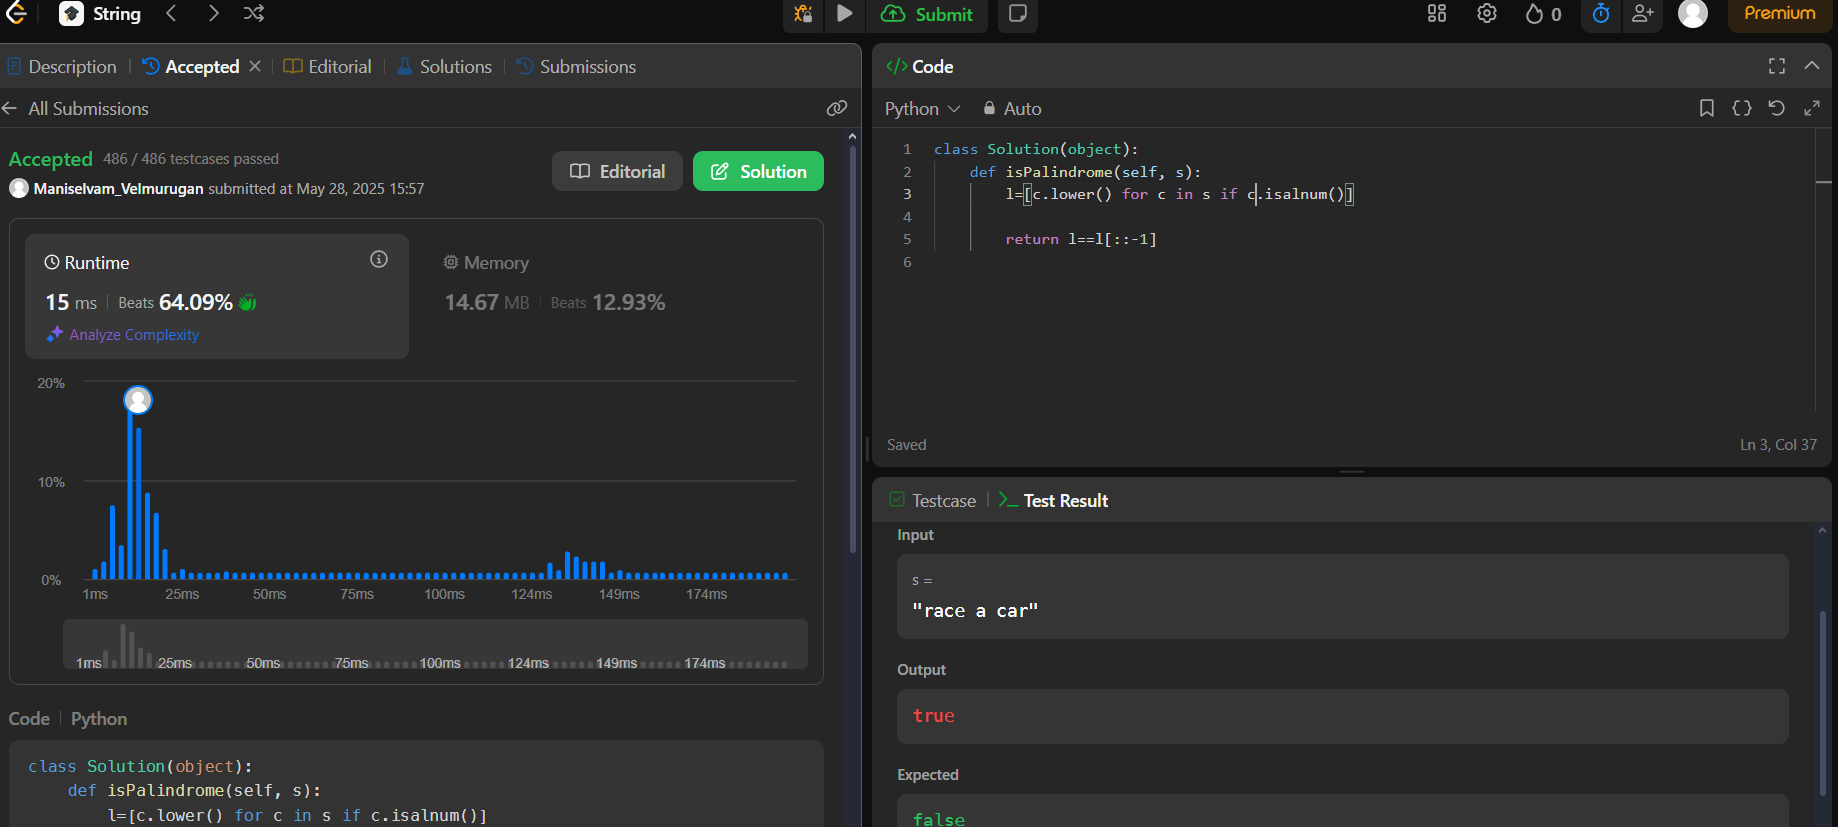 String
Submit
0
Premium
Description
Accepted
Editorial
Solutions
Submissions
All Submissions
Accepted 486 / 486 testcases passed
Maniselvam_Velmurugan submitted at May 28, 2025 15:57
Editorial
Solution
Runtime
15 ms Beats 64.09%
Analyze Complexity
Memory
14.67 MB Beats 12.93%
20%
10%
0%
1ms 25ms 50ms 75ms 100ms 124ms 149ms 174ms
1ms 25ms 50ms 75ms 100ms 124ms 149ms 174ms
Code Python
class Solution(object):
def isPalindrome(self, s):
l=[c.lower() for c in s if c.isalnum()]
</> Code
Python Auto
1 class Solution(object):
2 def isPalindrome(self, s):
3 l=[c.lower() for c in s if c.isalnum()]
4
5 return l==l[::-1]
6
Saved
Ln 3, Col 37
Testcase
Test Result
Input
s =
"race a car"
Output
true
Expected
false